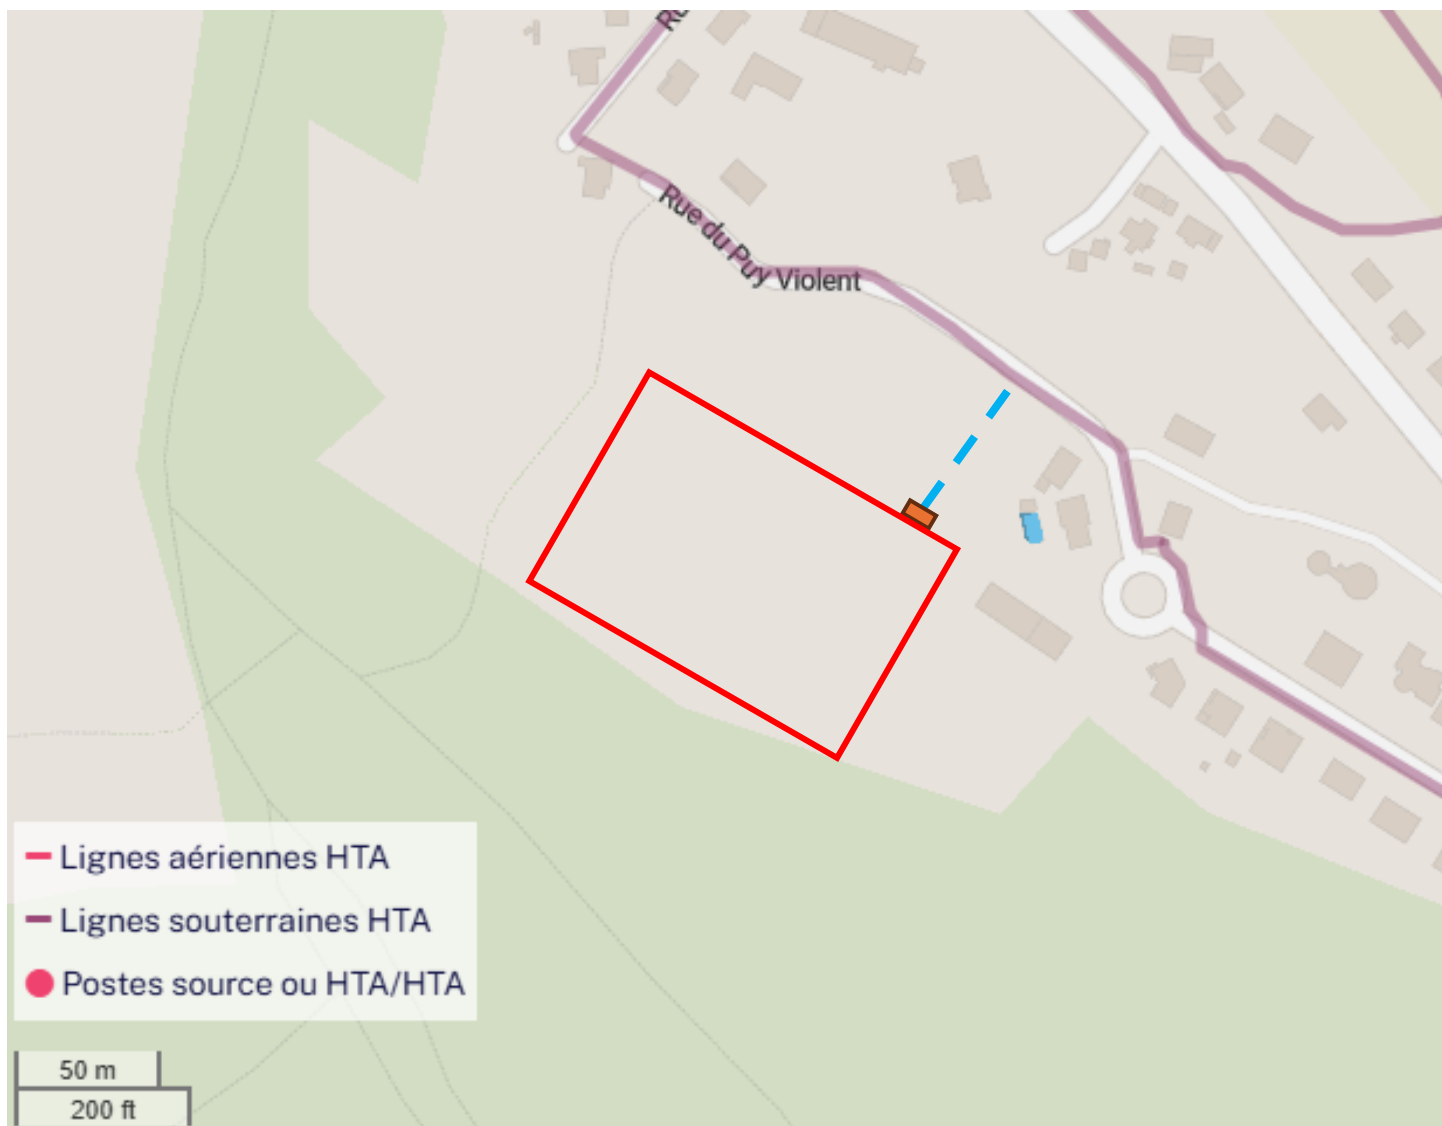 Rue du Puy Violent
Lignes aériennes HTA
Lignes souterraines HTA
Postes source ou HTA/HTA
50 m
200 ft